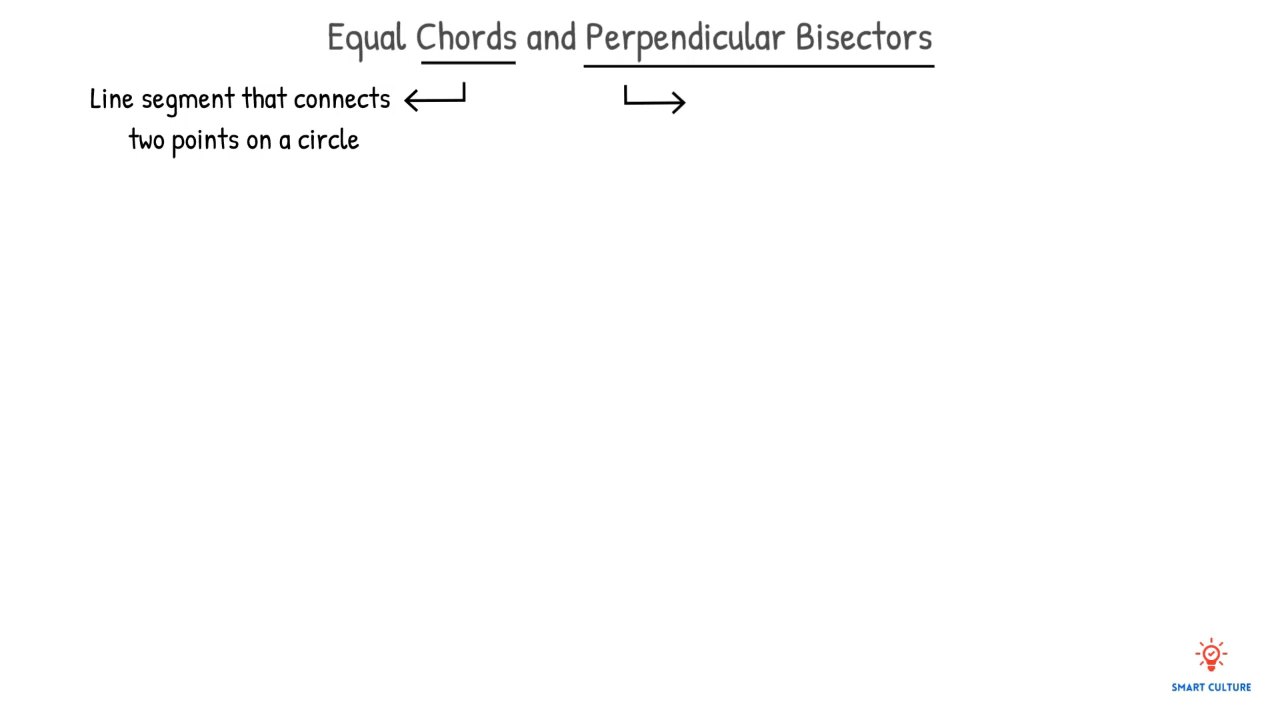 Equal Chords and Perpendicular Bisectors
Line segment that connects
two points on a circle
SMART CULTURE